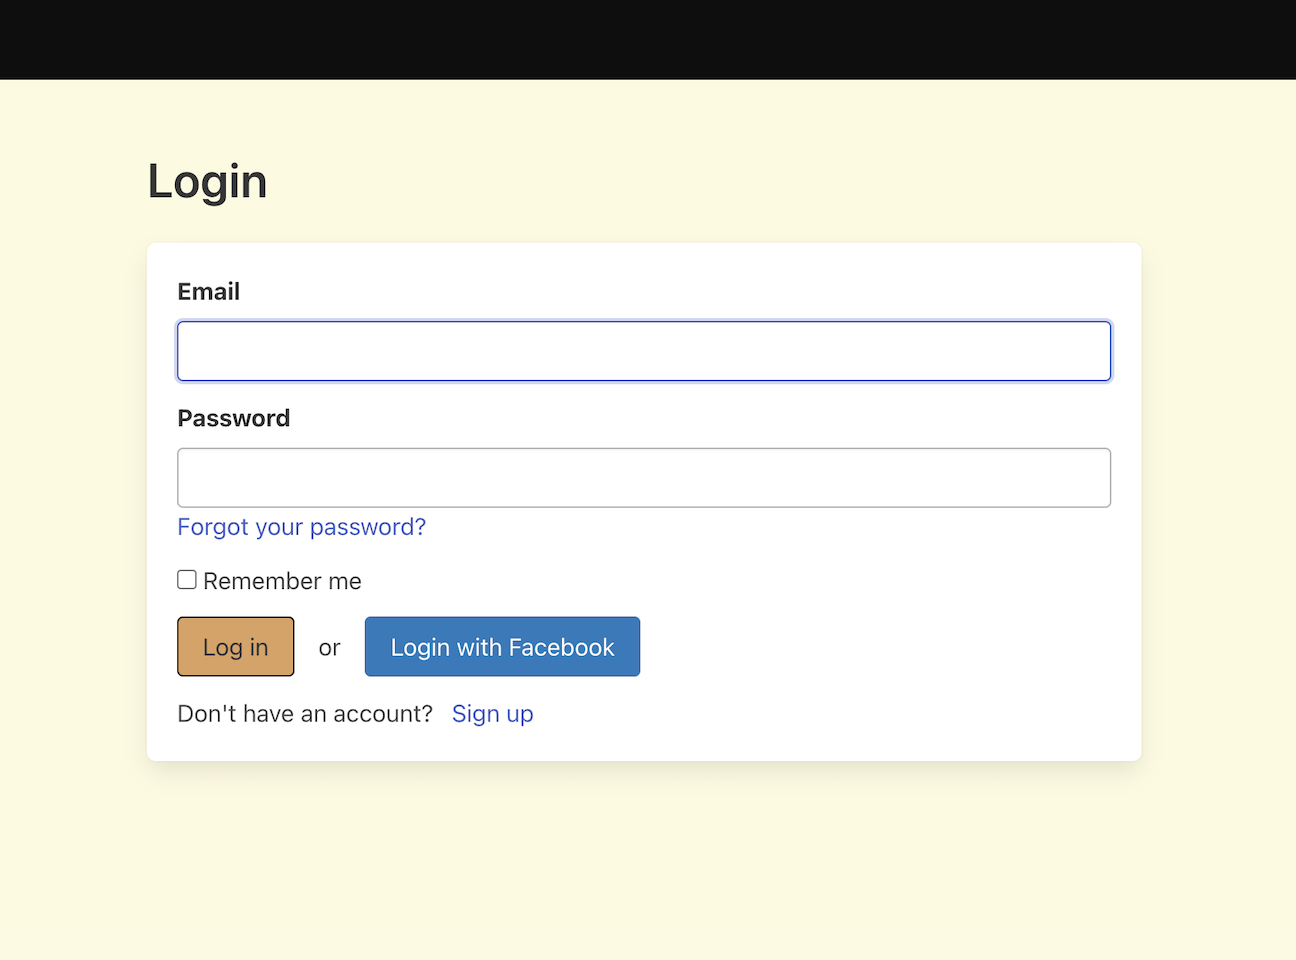 Login
Email
Password
Forgot your password?
Remember me
Log in or Login with Facebook
Don't have an account? Sign up